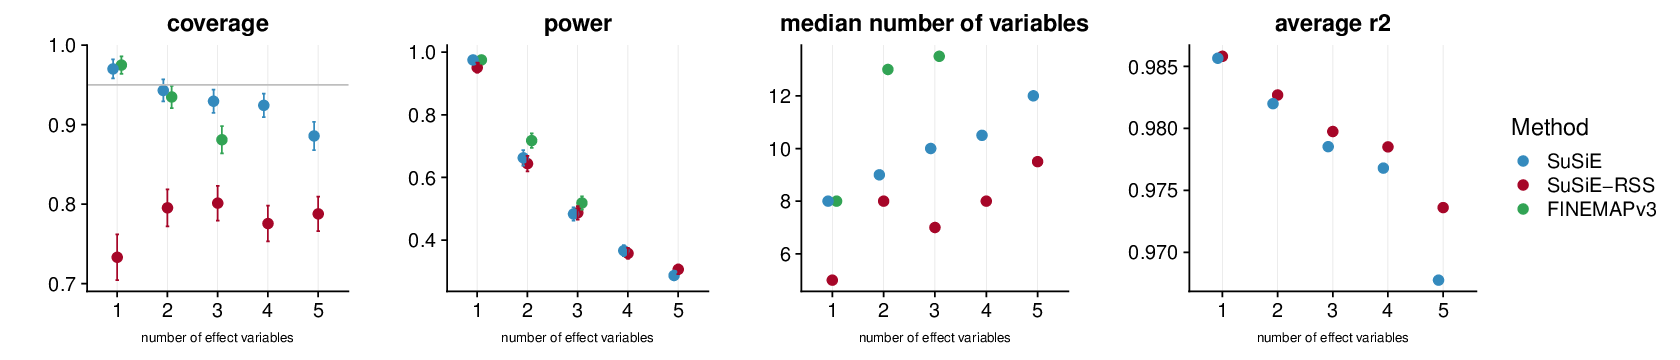 coverage
1.0
0.9
0.8
0.7
1 2 3 4 5
number of effect variables
power
1.0
0.8
0.6
0.4
1 2 3 4 5
number of effect variables
median number of variables
12
10
8
6
1 2 3 4 5
number of effect variables
average r2
0.985
0.980
0.975
0.970
1 2 3 4 5
number of effect variables
Method
SuSiE
SuSiE−RSS
FINEMAPv3